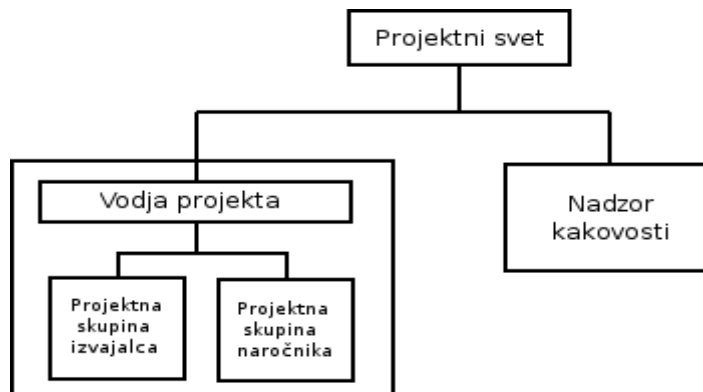 Projektni svet
Vodja projekta
Nadzor
kakovosti
Projektna
skupina
izvajalca
Projektna
skupina
naročnika